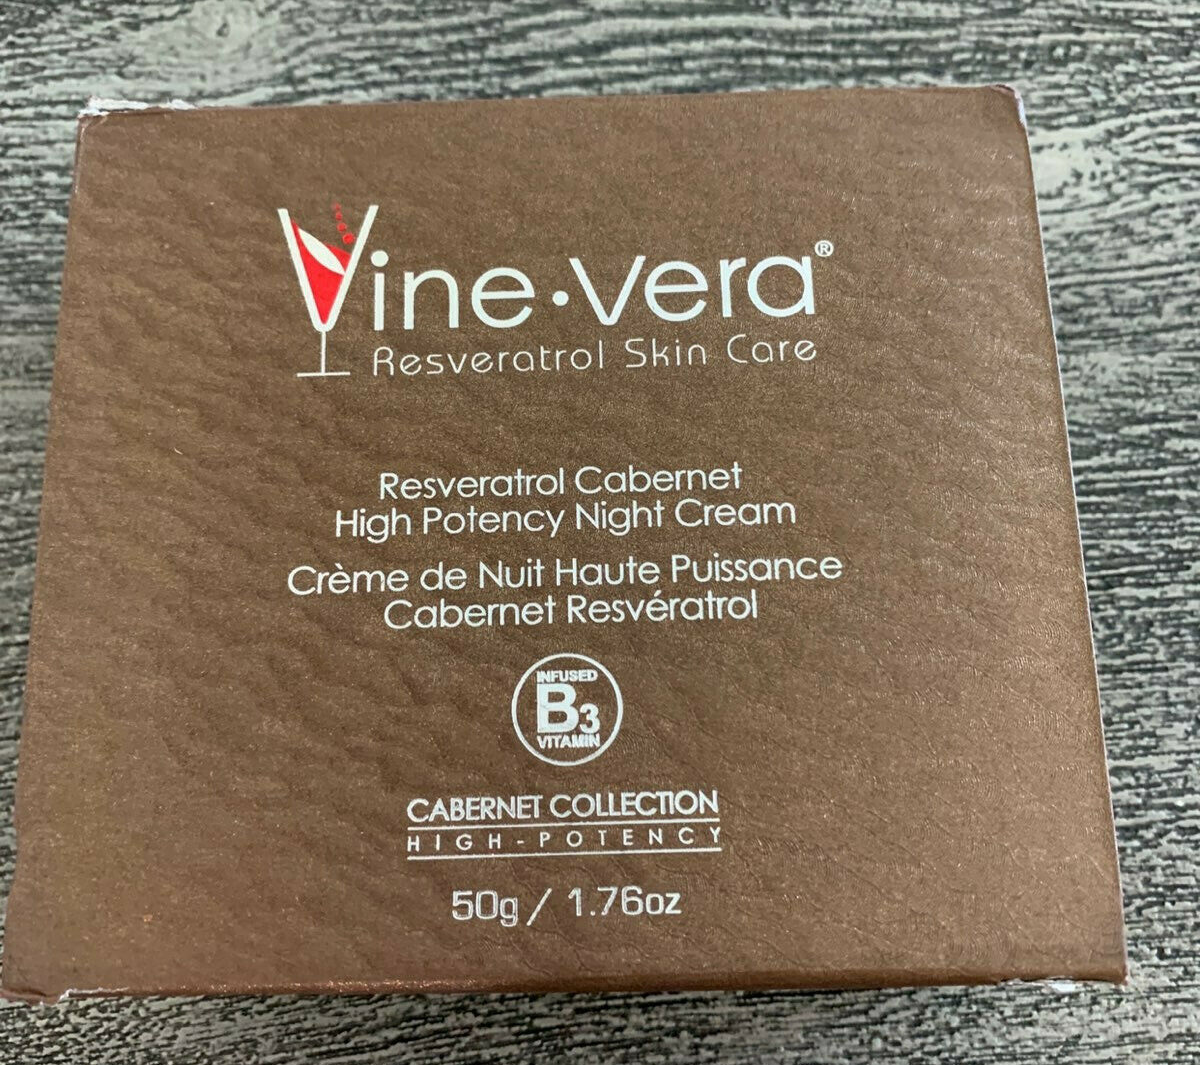 Vine·vera®
Resveratrol Skin Care
Resveratrol Cabernet
High Potency Night Cream
Crème de Nuit Haute Puissance
Cabernet Resvératrol
INFUSED
B3
VITAMIN
CABERNET COLLECTION
HIGH-POTENCY
50g / 1.76oz